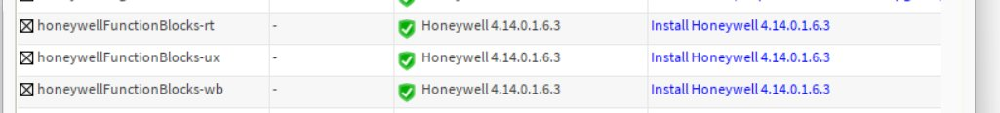 honeywellFunctionBlocks-rt - Honeywell 4.14.0.1.6.3 Install Honeywell 4.14.0.1.6.3
honeywellFunctionBlocks-ux - Honeywell 4.14.0.1.6.3 Install Honeywell 4.14.0.1.6.3
honeywellFunctionBlocks-wb - Honeywell 4.14.0.1.6.3 Install Honeywell 4.14.0.1.6.3